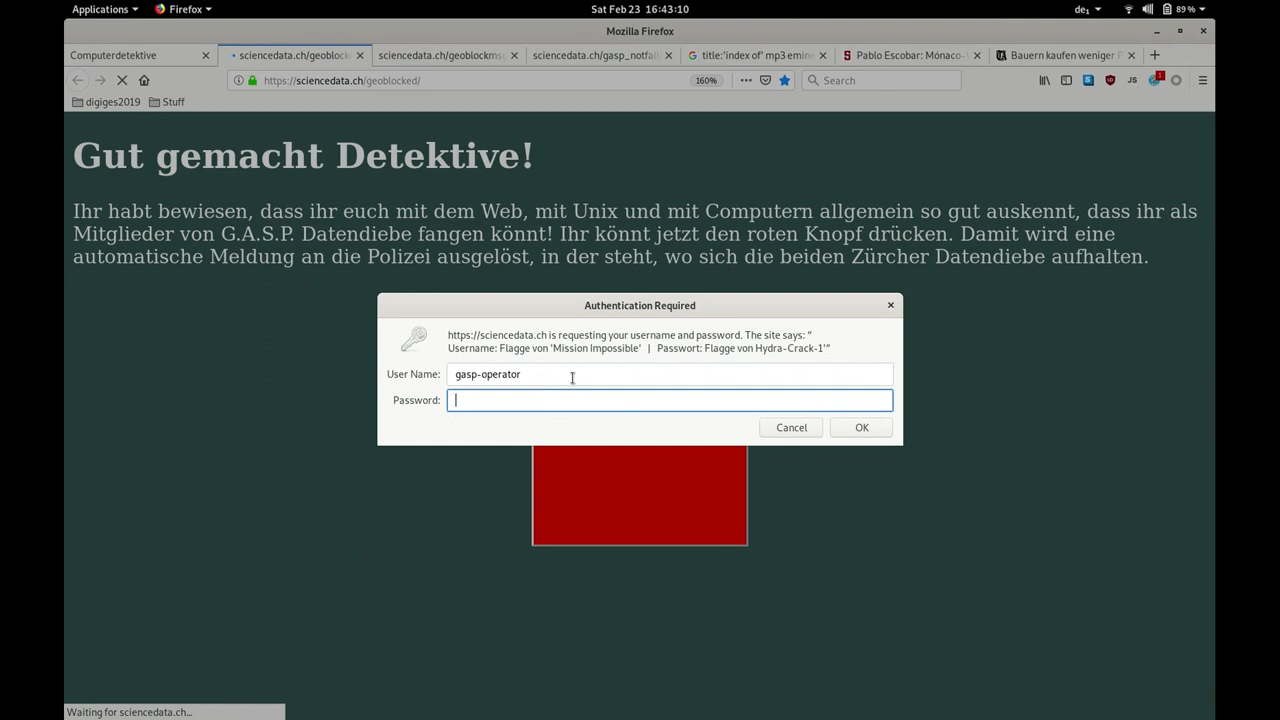 Applications
Firefox
Sat Feb 23 16:43:10
de₁
89 %
Mozilla Firefox
Computerdetektive
sciencedata.ch/geoblock
sciencedata.ch/geoblockms
sciencedata.ch/gasp_notfall
title:'index of' mp3 emine
Pablo Escobar: Mónaco-
Bauern kaufen weniger P
https://sciencedata.ch/geoblocked/
160%
Search
JS
1
digiges2019
Stuff
Gut gemacht Detektive!
Ihr habt bewiesen, dass ihr euch mit dem Web, mit Unix und mit Computern allgemein so gut auskennt, dass ihr als
Mitglieder von G.A.S.P. Datendiebe fangen könnt! Ihr könnt jetzt den roten Knopf drücken. Damit wird eine
automatische Meldung an die Polizei ausgelöst, in der steht, wo sich die beiden Zürcher Datendiebe aufhalten.
Authentication Required
https://sciencedata.ch is requesting your username and password. The site says: “
Username: Flagge von 'Mission Impossible' | Passwort: Flagge von Hydra-Crack-1'”
User Name:
gasp-operator
Password:
Cancel
OK
Waiting for sciencedata.ch...